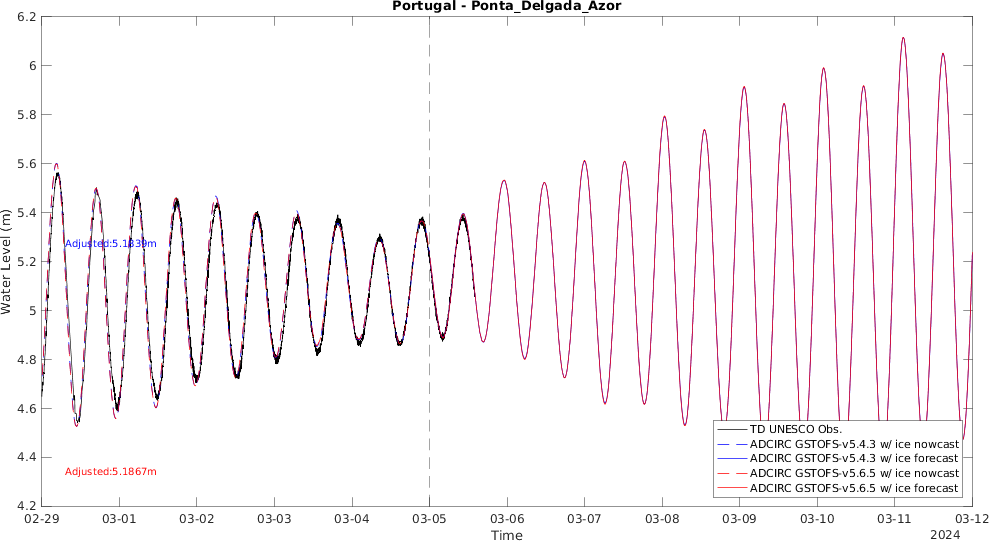 Portugal - Ponta_Delgada_Azor
6.2
6
5.8
5.6
5.4
5.2
5
4.8
4.6
4.4
4.2
Water Level (m)
Adjusted:5.1339m
Adjusted:5.1867m
TD UNESCO Obs.
ADCIRC GSTOFS-v5.4.3 w/ ice nowcast
ADCIRC GSTOFS-v5.4.3 w/ ice forecast
ADCIRC GSTOFS-v5.6.5 w/ ice nowcast
ADCIRC GSTOFS-v5.6.5 w/ ice forecast
02-29 03-01 03-02 03-03 03-04 03-05 03-06 03-07 03-08 03-09 03-10 03-11 03-12
Time
2024